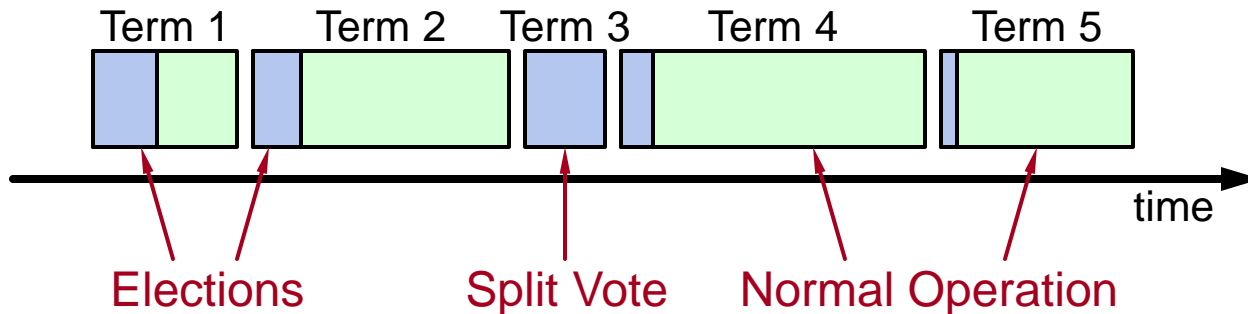 Term 1 Term 2 Term 3 Term 4 Term 5
time
Elections Split Vote Normal Operation